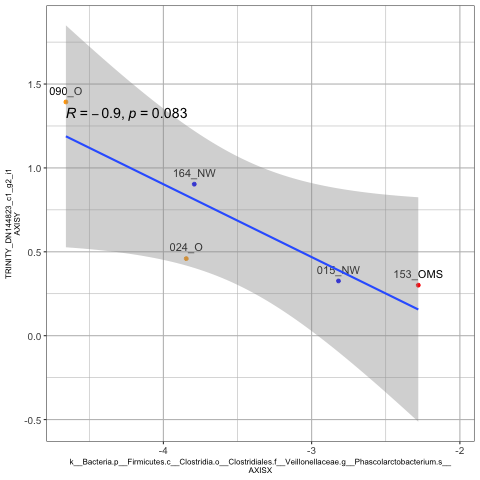 090_O
R = −0.9, p = 0.083
164_NW
024_O
015_NW
153_OMS
1.5
1.0
0.5
0.0
-0.5
-4
-3
-2
TRINITY_DN144823_c1_g2_i1
AXISY
k__Bacteria.p__Firmicutes.c__Clostridia.o__Clostridiales.f__Veillonellaceae.g__Phascolarctobacterium.s__
AXISX